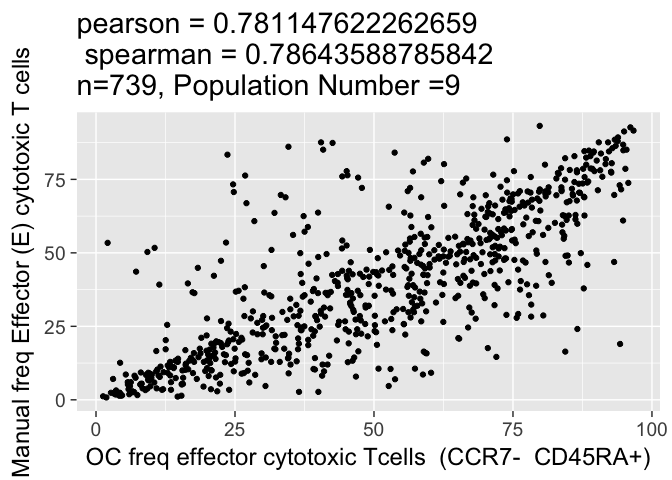 pearson = 0.781147622262659
spearman = 0.78643588785842
n=739, Population Number =9
Manual freq Effector (E) cytotoxic T cells
75
50
25
0
0 25 50 75 100
OC freq effector cytotoxic Tcells  (CCR7-  CD45RA+)